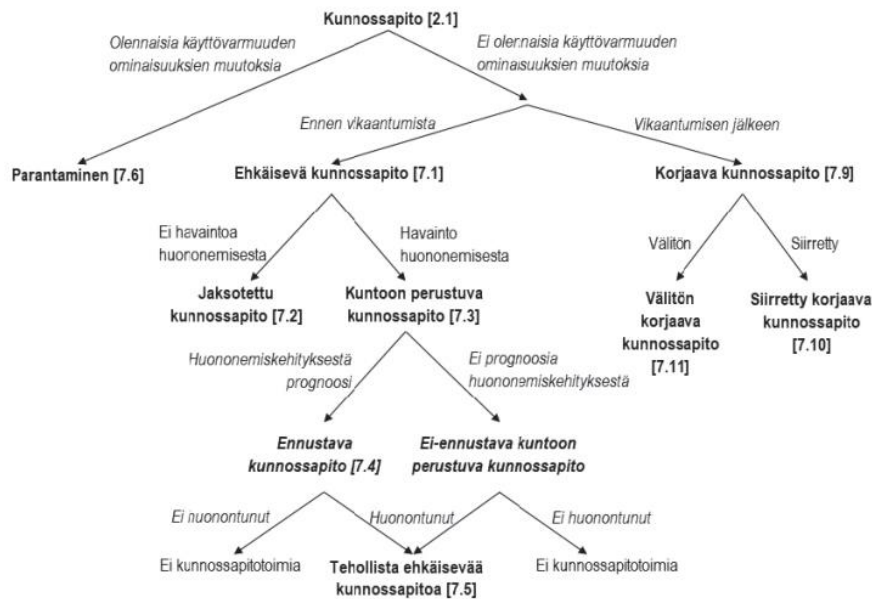 Kunnossapito [2.1]
Olennaisia käyttövarmuuden
ominaisuuksien muutoksia
Ei olennaisia käyttövarmuuden
ominaisuuksien muutoksia
Ennen vikaantumista
Vikaantumisen jälkeen
Parantaminen [7.6]
Ehkäisevä kunnossapito [7.1]
Korjaava kunnossapito [7.9]
Ei havaintoa
huononemisesta
Havainto
huononemisesta
Välitön
Siirretty
Jaksotettu
kunnossapito [7.2]
Kuntoon perustuva
kunnossapito [7.3]
Välitön
korjaava
kunnossapito
[7.11]
Siirretty korjaava
kunnossapito
[7.10]
Huononemiskehityksestä
prognoosi
Ei prognoosia
huononemiskehityksestä
Ennustava
kunnossapito [7.4]
Ei-ennustava kuntoon
perustuva kunnossapito
Ei huonontunut
Huonontunut
Ei huonontunut
Ei kunnossapitotoimia
Tehollista ehkäisevää
kunnossapitoa [7.5]
Ei kunnossapitotoimia